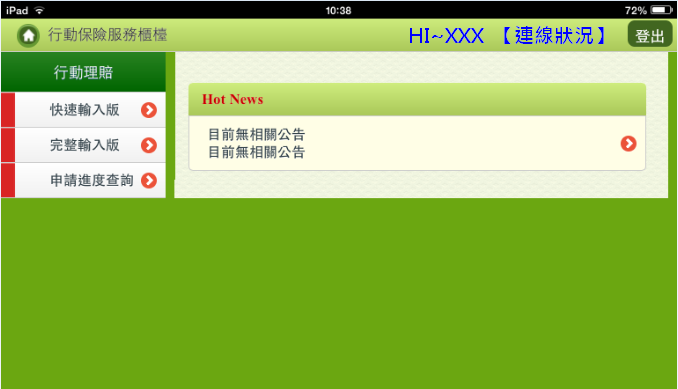 iPad 10:38 72%
行動保險服務櫃檯 HI~XXX 【連線狀況】 登出
行動理賠
快速輸入版
完整輸入版
申請進度查詢
Hot News
目前無相關公告
目前無相關公告